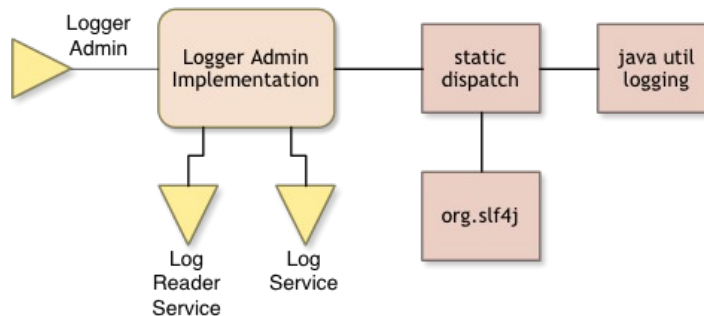 Logger
Admin
Logger Admin
Implementation
static
dispatch
java util
logging
org.slf4j
Log
Reader
Service
Log
Service